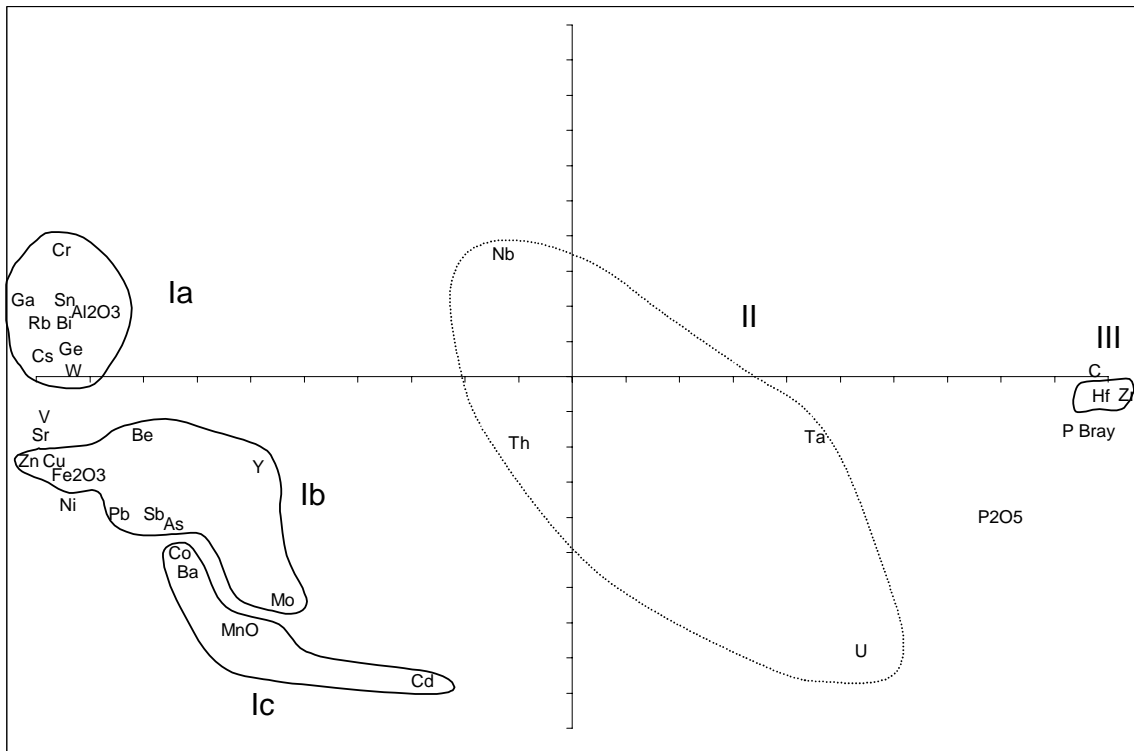 Cr
Ia
Ga Sn
Al2O3
Rb Bi
Ge
Cs
W
Nb
II
III
C
Hf Zr
P Bray
V
Sr
Be
Zn Cu
Fe2O3
Y
Ni
Ib
Pb Sb
As
Th
Ta
P2O5
Co
Ba
Mo
MnO
U
Cd
Ic